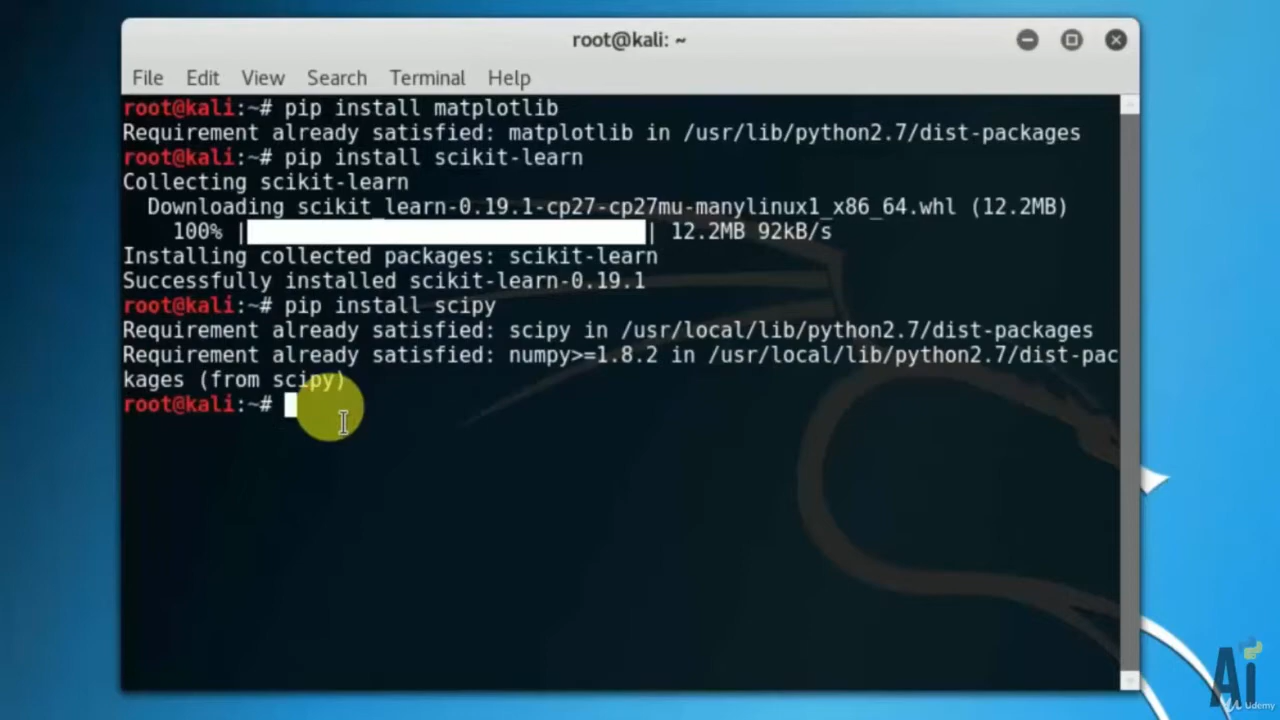 root@kali: ~
File Edit View Search Terminal Help
root@kali:~# pip install matplotlib
Requirement already satisfied: matplotlib in /usr/lib/python2.7/dist-packages
root@kali:~# pip install scikit-learn
Collecting scikit-learn
  Downloading scikit_learn-0.19.1-cp27-cp27mu-manylinux1_x86_64.whl (12.2MB)
    100% |████████████████████████████████| 12.2MB 92kB/s
Installing collected packages: scikit-learn
Successfully installed scikit-learn-0.19.1
root@kali:~# pip install scipy
Requirement already satisfied: scipy in /usr/local/lib/python2.7/dist-packages
Requirement already satisfied: numpy>=1.8.2 in /usr/local/lib/python2.7/dist-pac
kages (from scipy)
root@kali:~#
Ai
Udemy